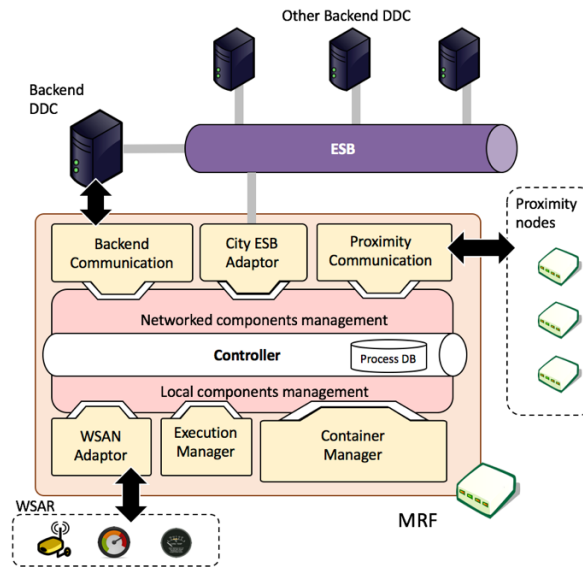 Other Backend DDC
Backend
DDC
ESB
Proximity
nodes
Backend
Communication
City ESB
Adaptor
Proximity
Communication
Networked components management
Controller
Process DB
Local components management
WSAN
Adaptor
Execution
Manager
Container
Manager
WSAR
MRF